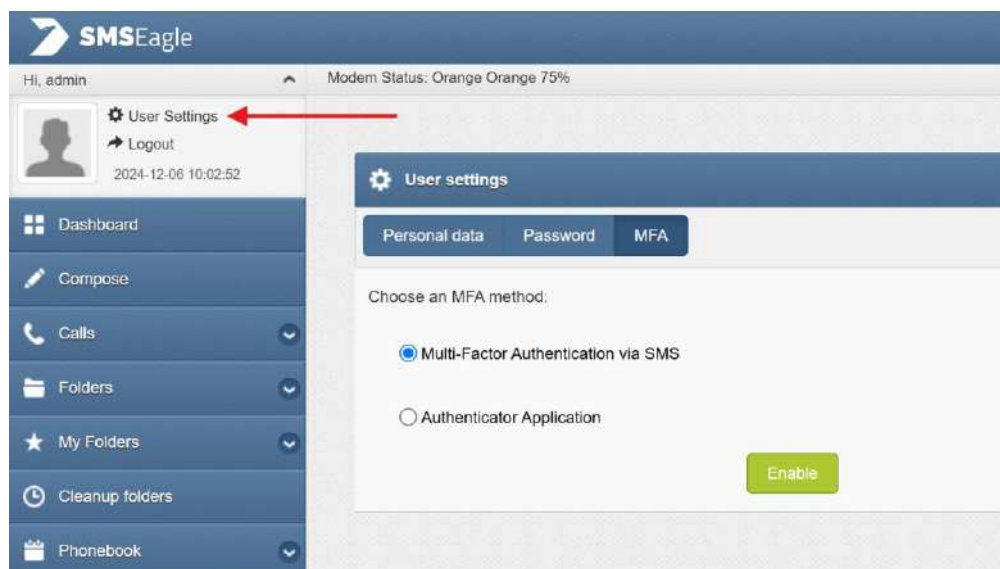 SMSEagle
Hi, admin
Modem Status: Orange Orange 75%
User Settings
Logout
2024-12-06 10:02:52
Dashboard
Compose
Calls
Folders
My Folders
Cleanup folders
Phonebook
User settings
Personal data Password MFA
Choose an MFA method:
Multi-Factor Authentication via SMS
Authenticator Application
Enable